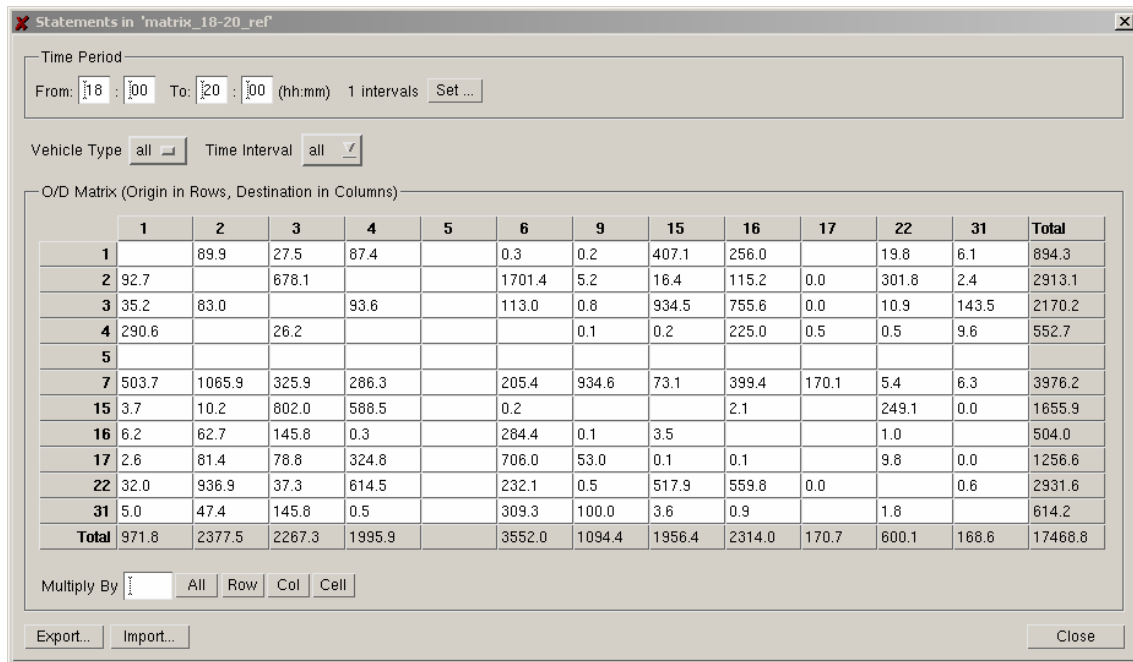 Statements in 'matrix_18-20_ref'
Time Period
From: 18 : 00 To: 20 : 00 (hh:mm) 1 intervals Set ...
Vehicle Type all Time Interval all
O/D Matrix (Origin in Rows, Destination in Columns)
1 2 3 4 5 6 9 15 16 17 22 31 Total
1 89.9 27.5 87.4 0.3 0.2 407.1 256.0 19.8 6.1 894.3
2 92.7 678.1 1701.4 5.2 16.4 115.2 0.0 301.8 2.4 2913.1
3 35.2 83.0 93.6 113.0 0.8 934.5 755.6 0.0 10.9 143.5 2170.2
4 290.6 26.2 0.1 0.2 225.0 0.5 0.5 9.6 552.7
5
7 503.7 1065.9 325.9 286.3 205.4 934.6 73.1 399.4 170.1 5.4 6.3 3976.2
15 3.7 10.2 802.0 588.5 0.2 2.1 249.1 0.0 1655.9
16 6.2 62.7 145.8 0.3 284.4 0.1 3.5 1.0 504.0
17 2.6 81.4 78.8 324.8 706.0 53.0 0.1 0.1 9.8 0.0 1256.6
22 32.0 936.9 37.3 614.5 232.1 0.5 517.9 559.8 0.0 0.6 2931.6
31 5.0 47.4 145.8 0.5 309.3 100.0 3.6 0.9 1.8 614.2
Total 971.8 2377.5 2267.3 1995.9 3552.0 1094.4 1956.4 2314.0 170.7 600.1 168.6 17468.8
Multiply By All Row Col Cell
Export... Import... Close